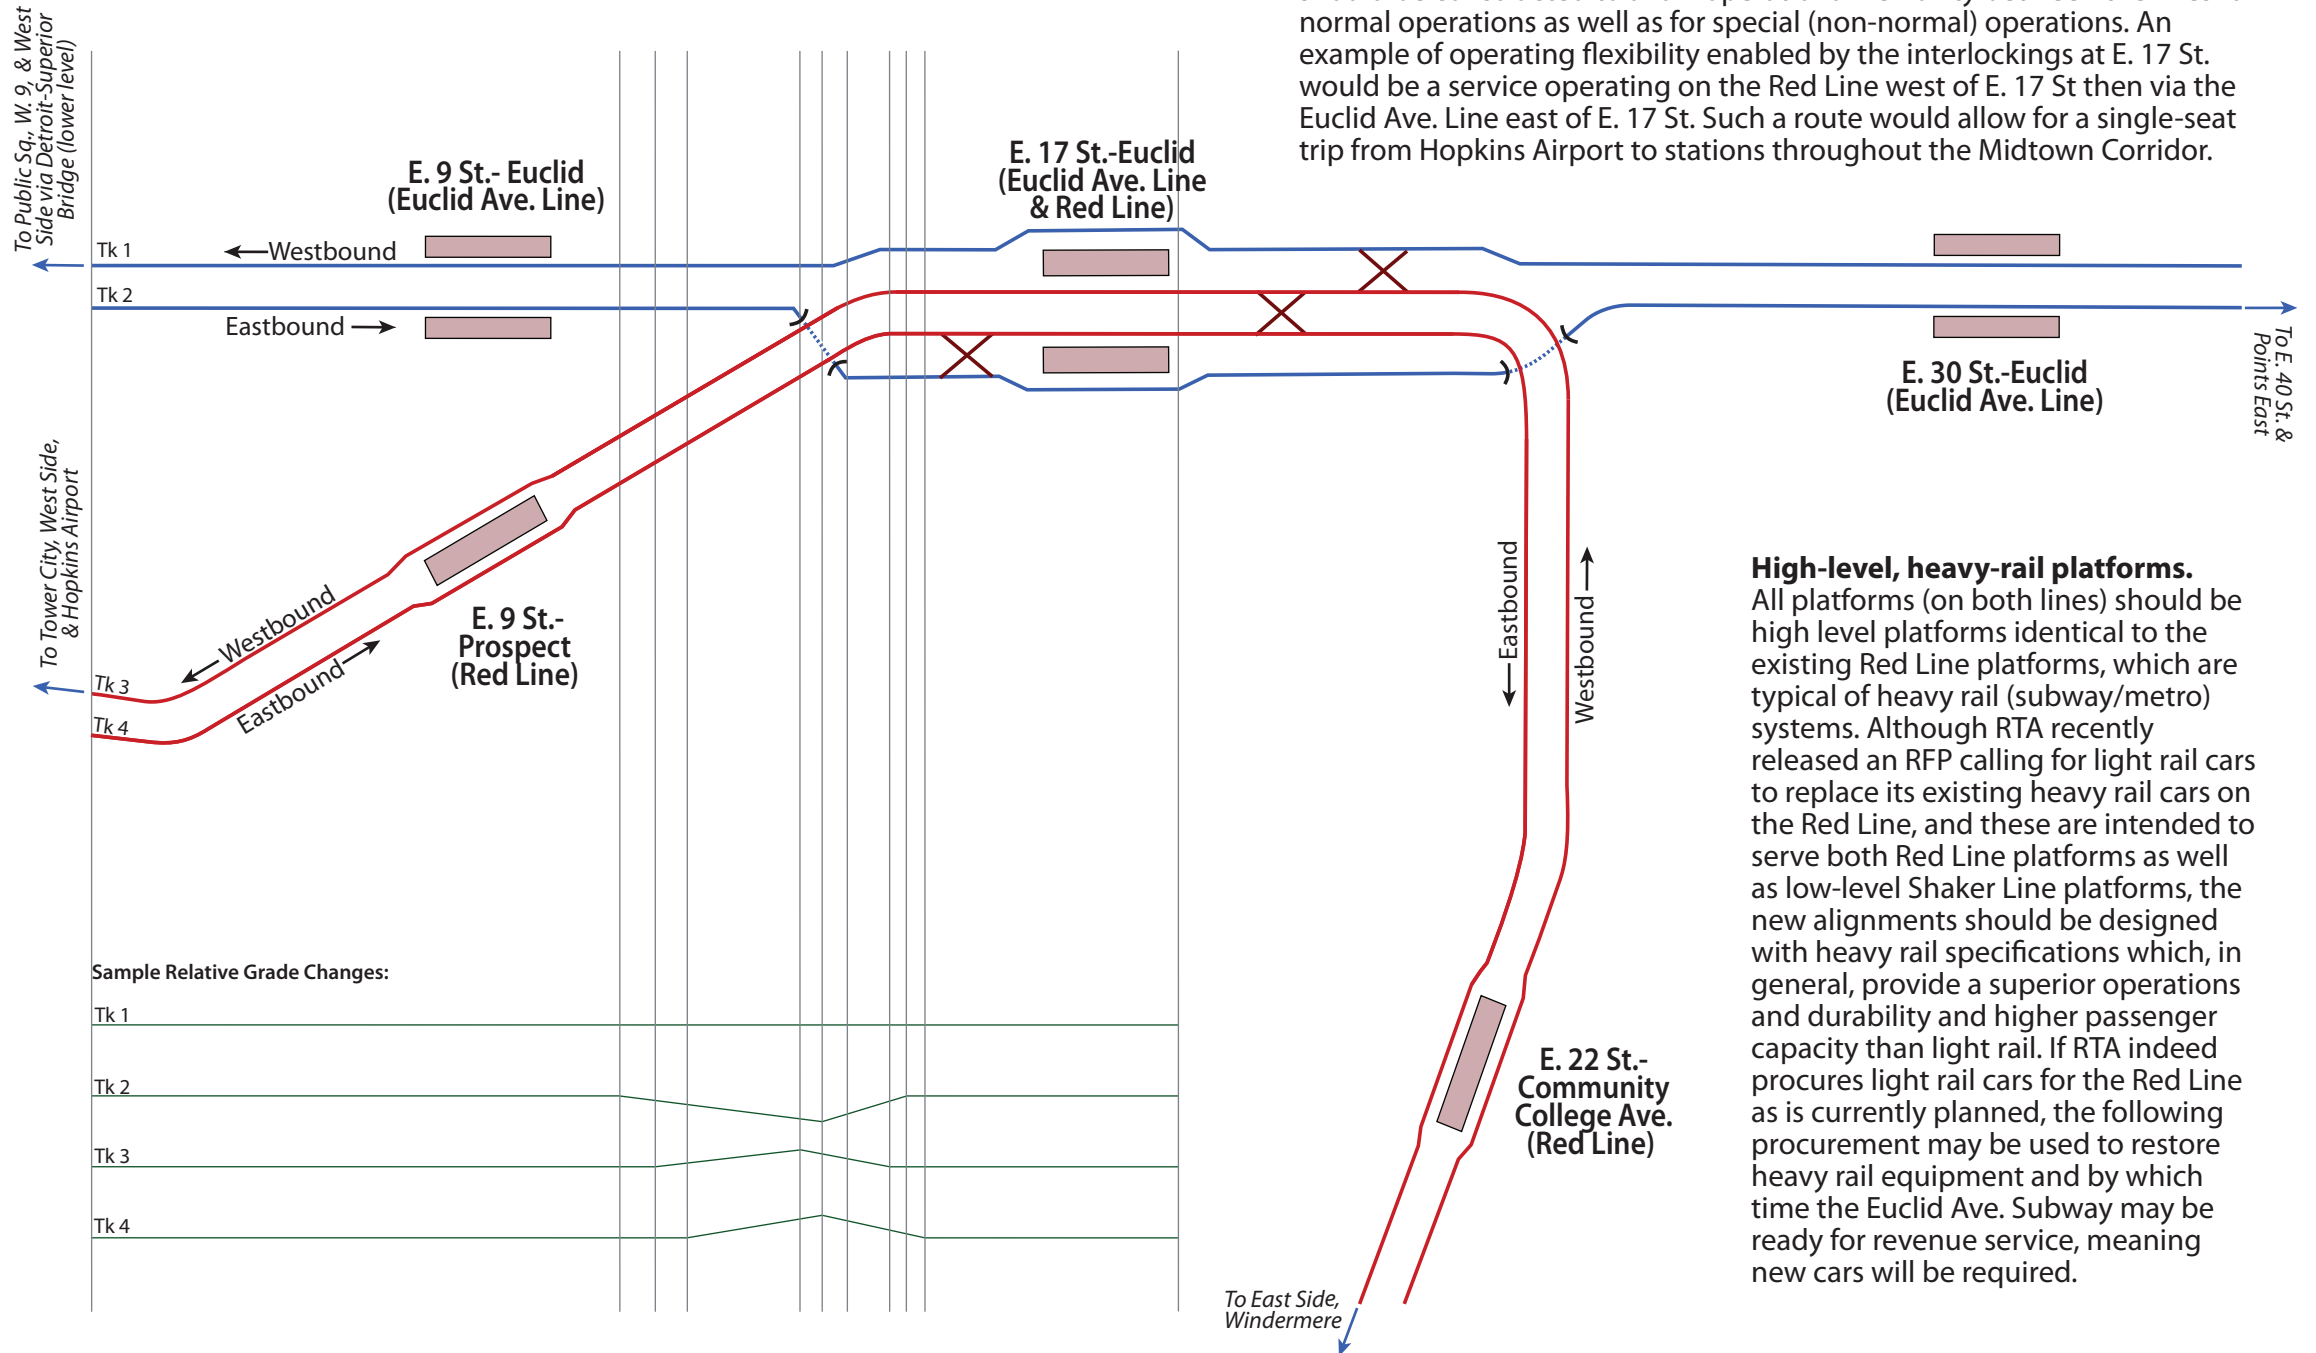 normal operations as well as for special (non-normal) operations. An
example of operating flexibility enabled by the interlockings at E. 17 St.
would be a service operating on the Red Line west of E. 17 St then via the
Euclid Ave. Line east of E. 17 St. Such a route would allow for a single-seat
trip from Hopkins Airport to stations throughout the Midtown Corridor.
To Public Sq., W. 9, & West
Side via Detroit-Superior
Bridge (lower level)
E. 9 St.- Euclid
(Euclid Ave. Line)
E. 17 St.-Euclid
(Euclid Ave. Line
& Red Line)
Tk 1
Westbound
Tk 2
Eastbound
E. 30 St.-Euclid
(Euclid Ave. Line)
To E. 40 St. &
Points East
To Tower City, West Side,
& Hopkins Airport
Westbound
Eastbound
Tk 3
Tk 4
E. 9 St.-
Prospect
(Red Line)
Eastbound
Westbound
High-level, heavy-rail platforms.
All platforms (on both lines) should be
high level platforms identical to the
existing Red Line platforms, which are
typical of heavy rail (subway/metro)
systems. Although RTA recently
released an RFP calling for light rail cars
to replace its existing heavy rail cars on
the Red Line, and these are intended to
serve both Red Line platforms as well
as low-level Shaker Line platforms, the
new alignments should be designed
with heavy rail specifications which, in
general, provide a superior operations
and durability and higher passenger
capacity than light rail. If RTA indeed
procures light rail cars for the Red Line
as is currently planned, the following
procurement may be used to restore
heavy rail equipment and by which
time the Euclid Ave. Subway may be
ready for revenue service, meaning
new cars will be required.
Sample Relative Grade Changes:
Tk 1
Tk 2
Tk 3
Tk 4
E. 22 St.-
Community
College Ave.
(Red Line)
To East Side,
Windermere